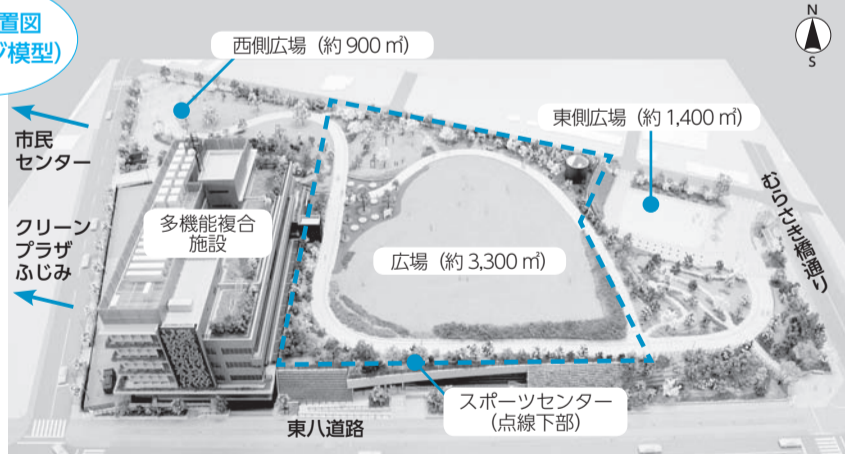 置図
ジ模型)
西側広場（約 900 ㎡）
N
S
東側広場（約 1,400 ㎡）
市民
センター
クリーン
プラザ
ふじみ
多機能複合
施設
広場（約 3,300 ㎡）
むらさき橋通り
スポーツセンター
（点線下部）
東八道路